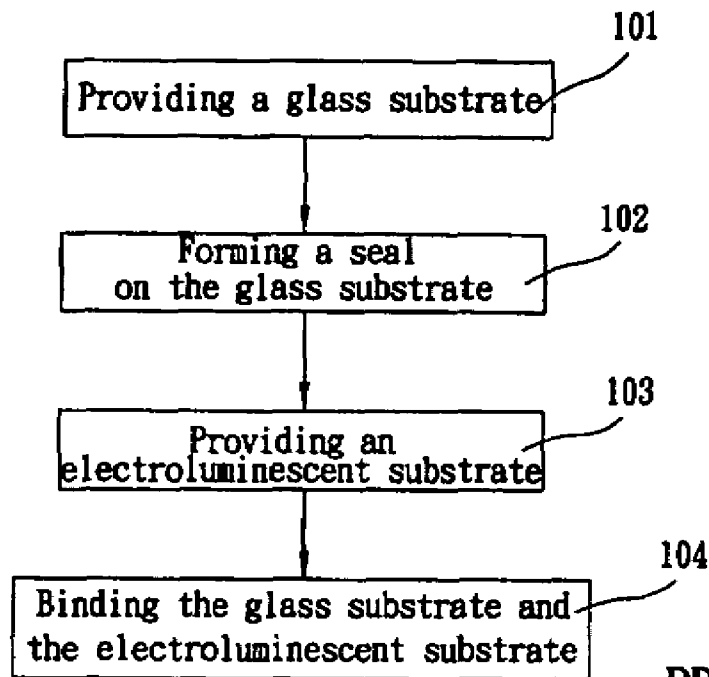 101
Providing a glass substrate
102
Forming a seal
on the glass substrate
103
Providing an
electroluminescent substrate
104
Binding the glass substrate and
the electroluminescent substrate